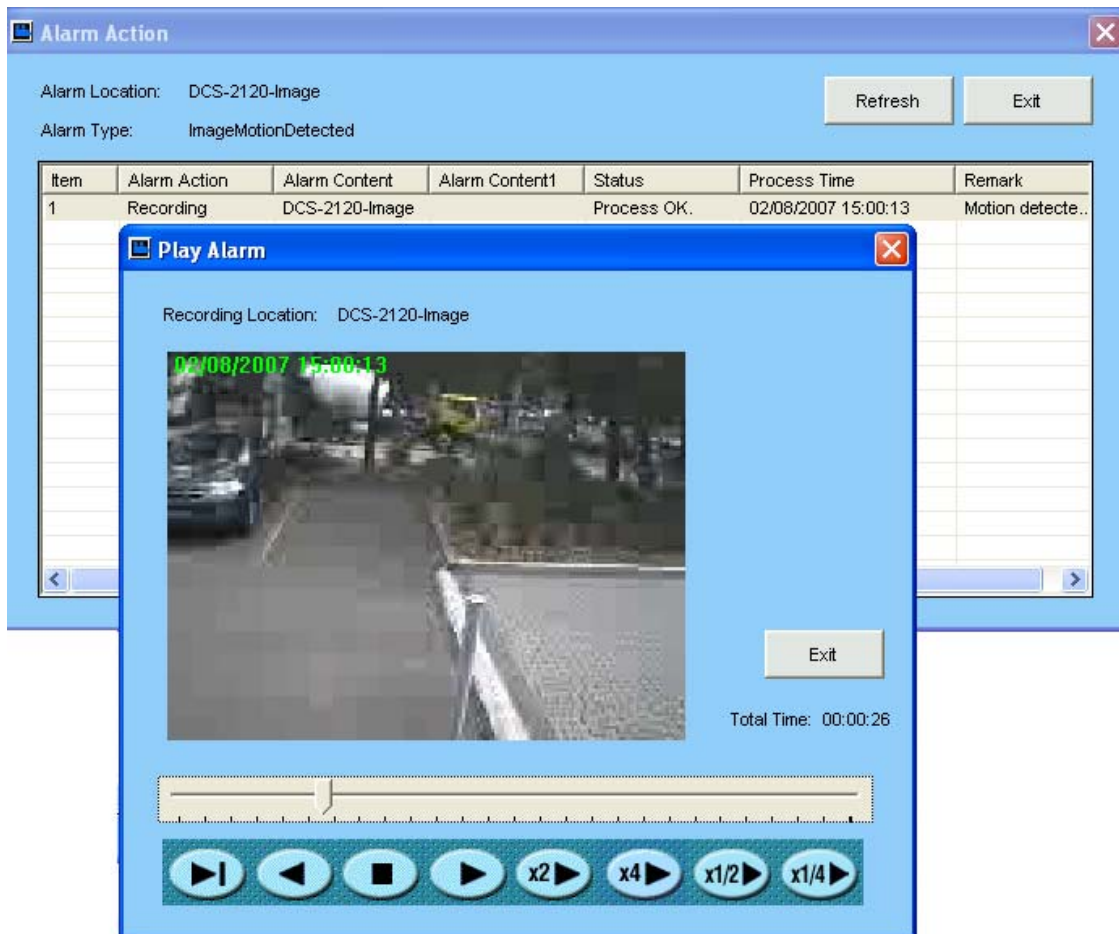 Alarm Action
Alarm Location: DCS-2120-Image
Refresh
Exit
Alarm Type: ImageMotionDetected
Item Alarm Action Alarm Content Alarm Content1 Status Process Time Remark
1 Recording DCS-2120-Image Process OK. 02/08/2007 15:00:13 Motion detecte..
Play Alarm
Recording Location: DCS-2120-Image
02/08/2007 15:00:13
Exit
Total Time: 00:00:26
x2 x4 x1/2 x1/4